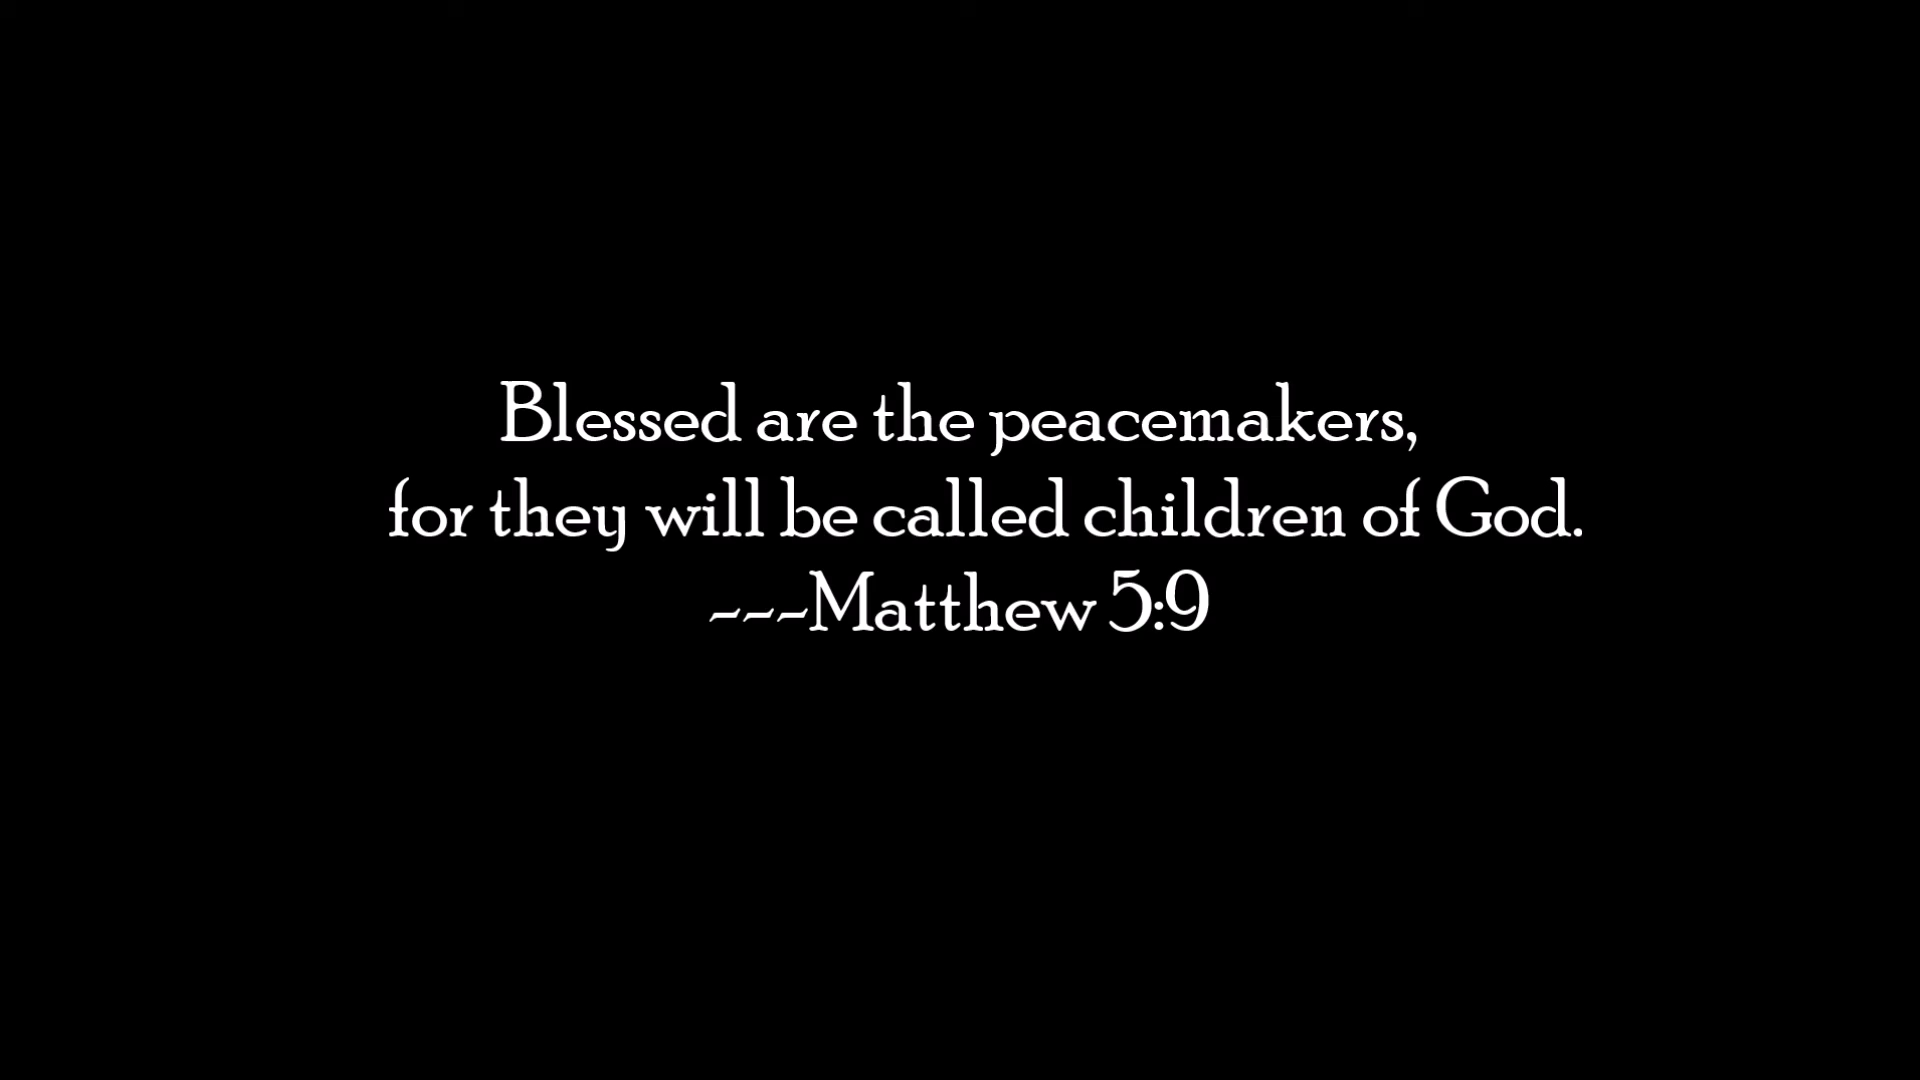 Blessed are the peacemakers,
for they will be called children of God.
---Matthew 5:9